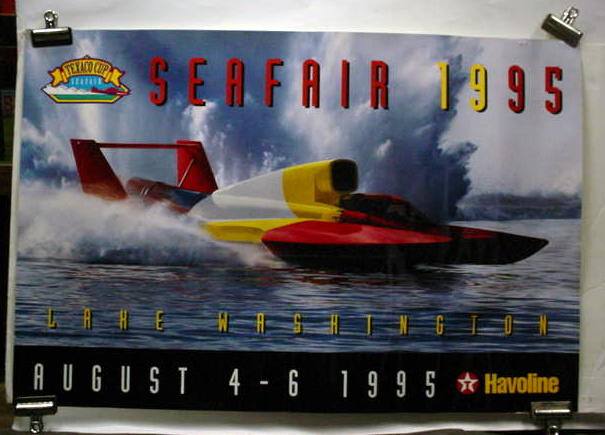 TEXACO CUP
SEAFAIR
SEAFAIR 1995
LAKE WASHINGTON
AUGUST 4-6 1995
T Havoline